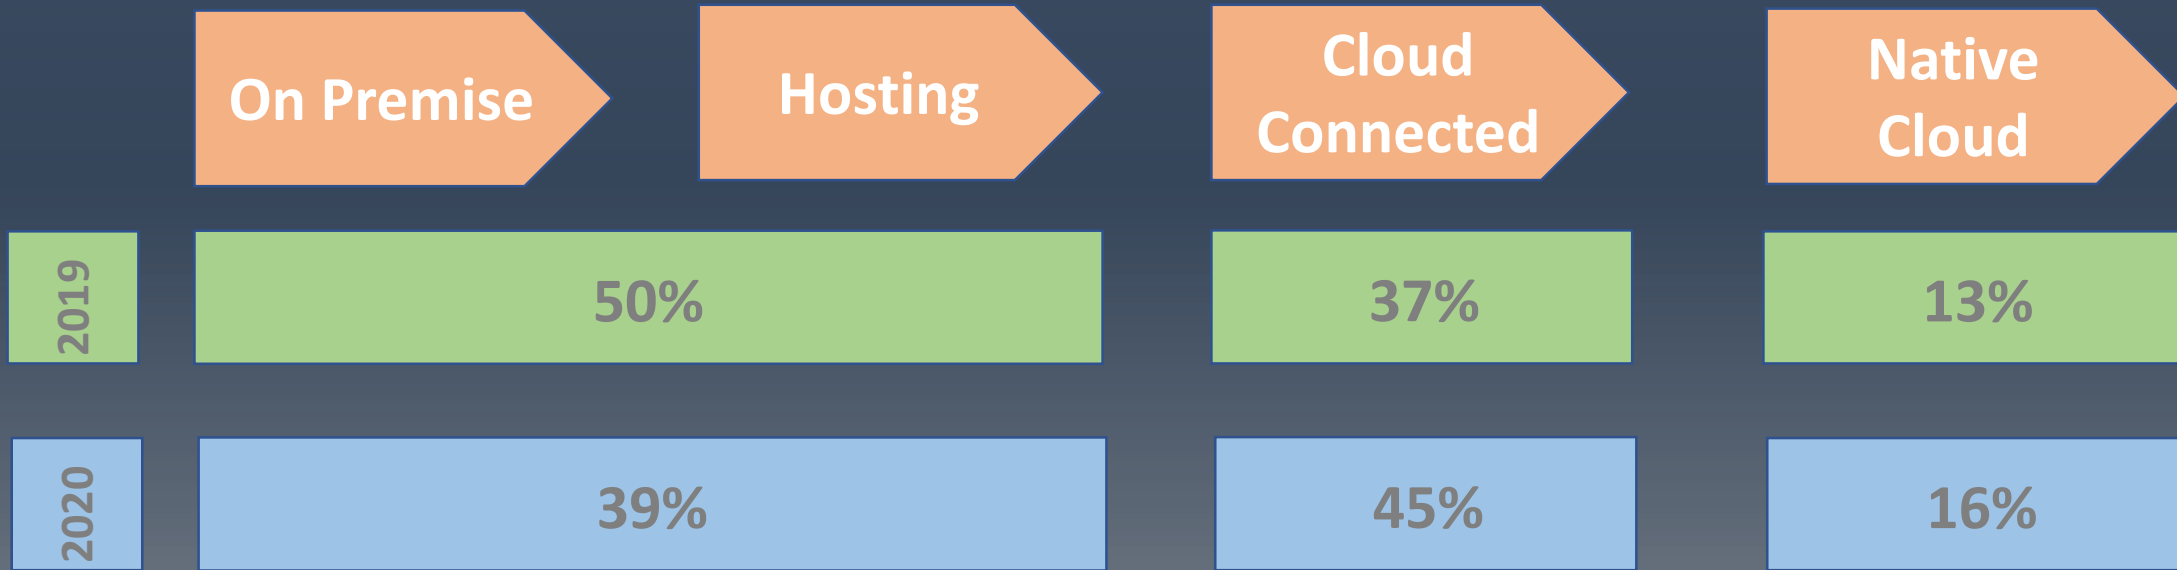 On Premise
Hosting
Cloud
Connected
Native
Cloud
2019
50%
37%
13%
2020
39%
45%
16%